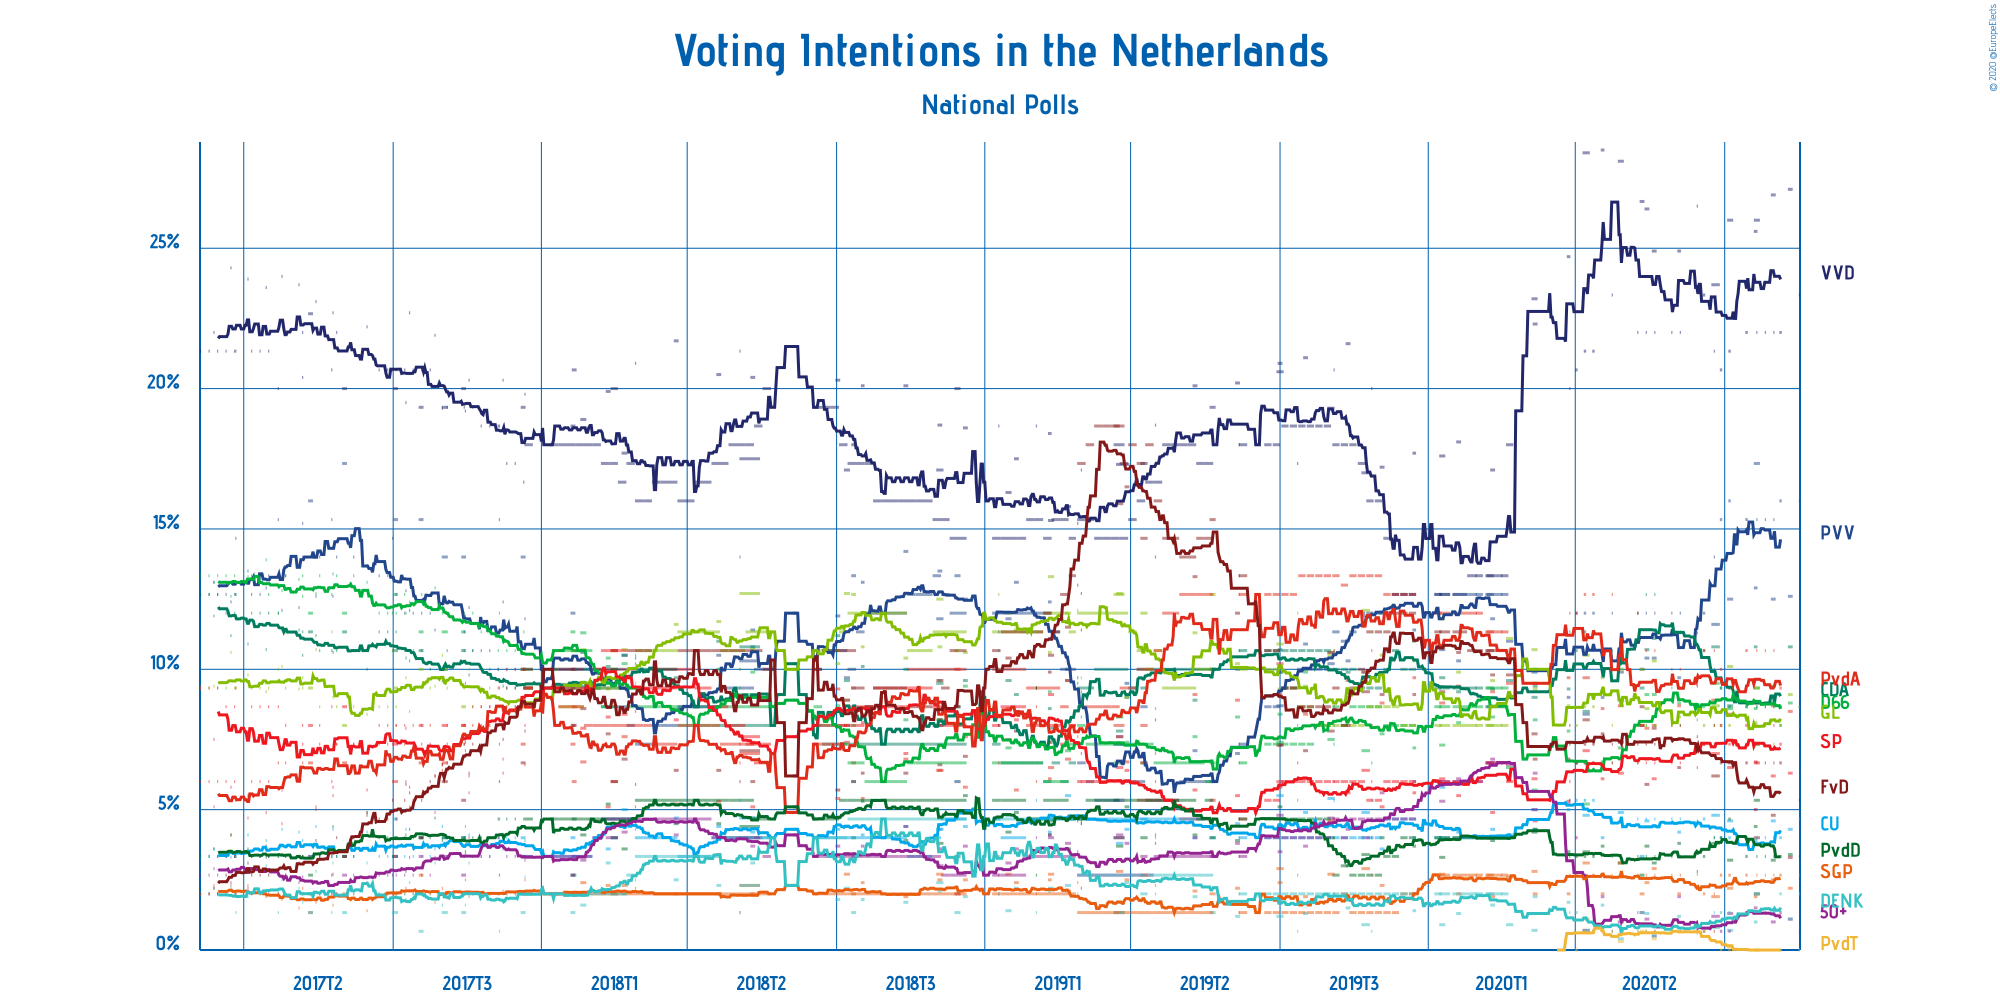 © 2020 @EuropeElects
Voting Intentions in the Netherlands
National Polls
25%
20%
15%
10%
5%
0%
VVD
PVV
PvdA
CDA
D66
GL
SP
FvD
CU
PvdD
SGP
DENK
50+
PvdT
2017T2 2017T3 2018T1 2018T2 2018T3 2019T1 2019T2 2019T3 2020T1 2020T2